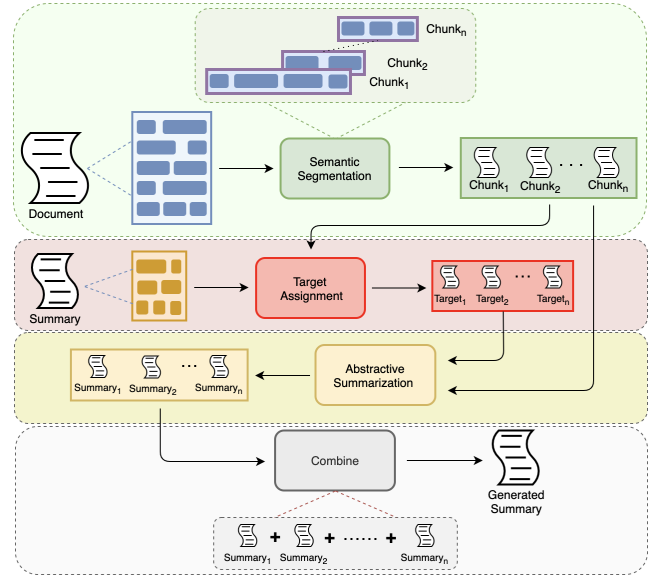 Chunkn
Chunk2
Chunk1
Document
Semantic
Segmentation
Chunk1 Chunk2 · · · Chunkn
Summary
Target
Assignment
Target1 Target2 ··· Targetn
Abstractive
Summarization
Summary1 Summary2 ··· Summaryn
Combine
Generated
Summary
Summary1 + Summary2 + ······ + Summaryn